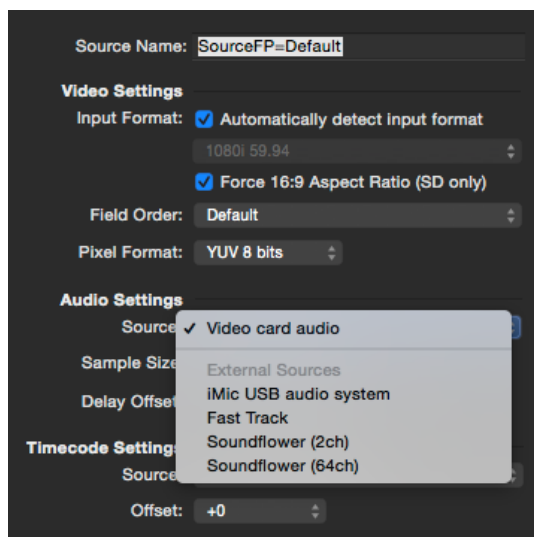 Source Name: SourceFP=Default
Video Settings
Input Format: Automatically detect input format
1080i 59.94
Force 16:9 Aspect Ratio (SD only)
Field Order: Default
Pixel Format: YUV 8 bits
Audio Settings
Source ✓ Video card audio
Sample Size
External Sources
iMic USB audio system
Delay Offset
Fast Track
Soundflower (2ch)
Timecode Setting
Soundflower (64ch)
Source
Offset: +0